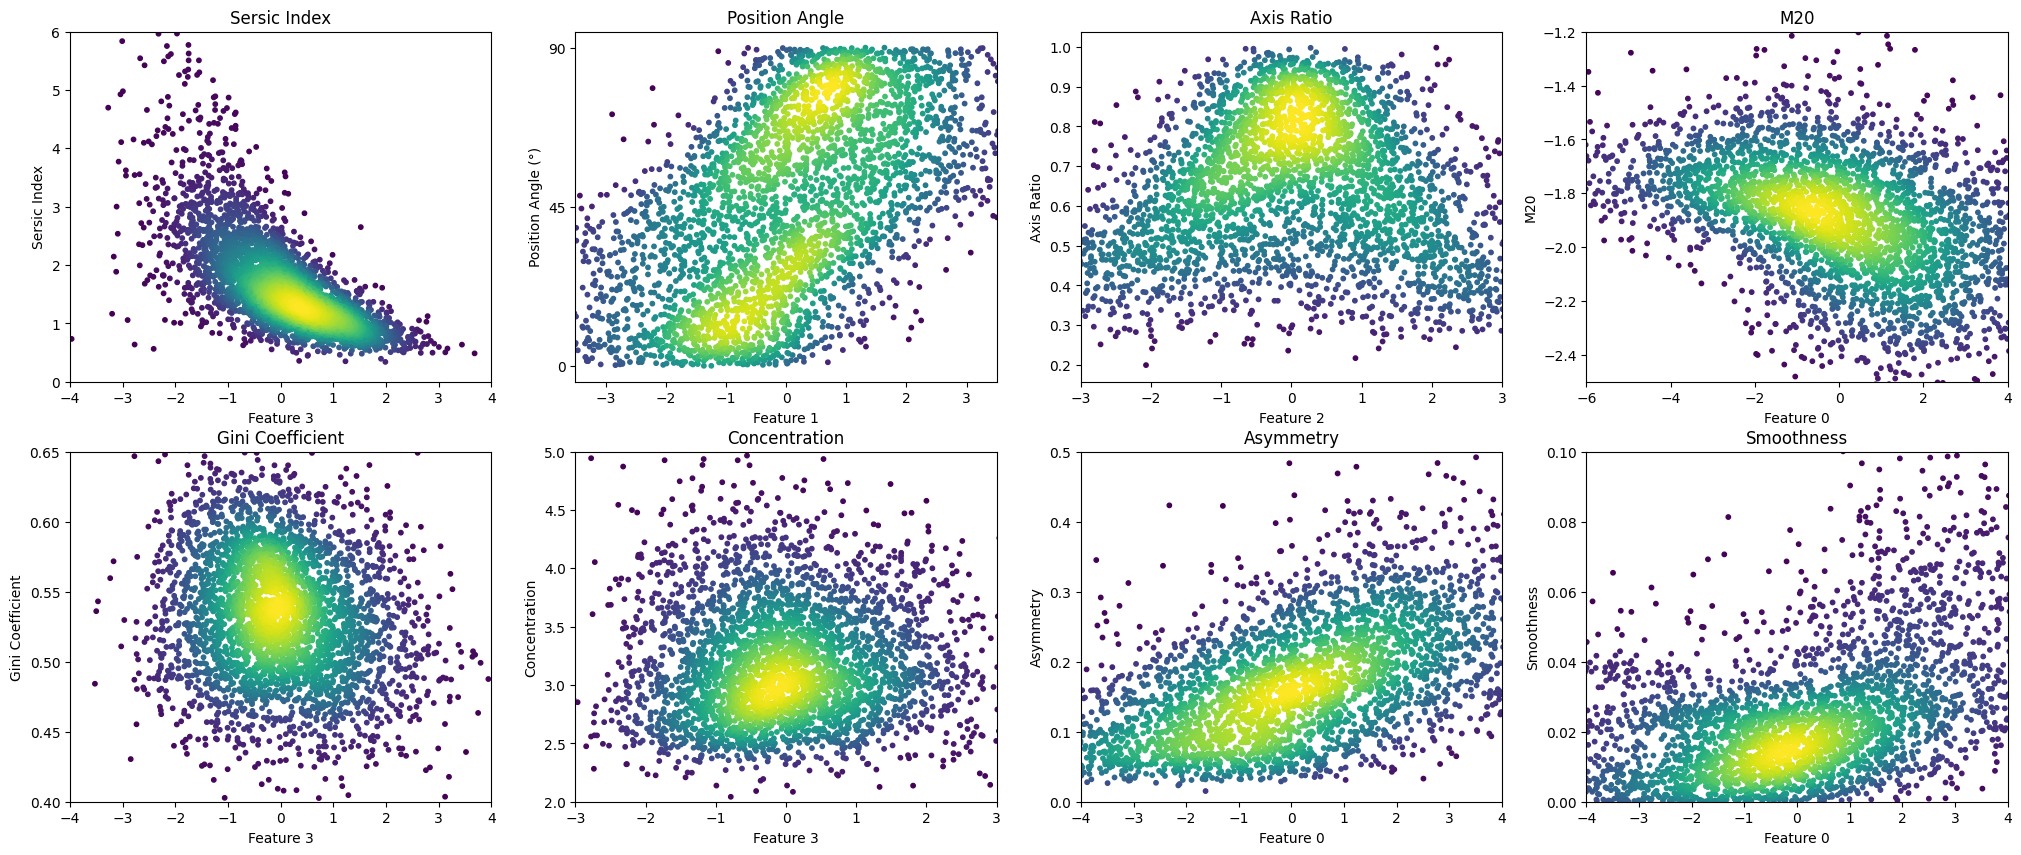 Sersic Index
Sersic Index
6
5
4
3
2
1
0
−4 −3 −2 −1 0 1 2 3 4
Feature 3
Position Angle
Position Angle (°)
90
45
0
−3 −2 −1 0 1 2 3
Feature 1
Axis Ratio
Axis Ratio
1.0
0.9
0.8
0.7
0.6
0.5
0.4
0.3
0.2
−3 −2 −1 0 1 2 3
Feature 2
M20
M20
−1.2
−1.4
−1.6
−1.8
−2.0
−2.2
−2.4
−6 −4 −2 0 2 4
Feature 0
Gini Coefficient
Gini Coefficient
0.65
0.60
0.55
0.50
0.45
0.40
−4 −3 −2 −1 0 1 2 3 4
Feature 3
Concentration
Concentration
5.0
4.5
4.0
3.5
3.0
2.5
2.0
−3 −2 −1 0 1 2 3
Feature 3
Asymmetry
Asymmetry
0.5
0.4
0.3
0.2
0.1
0.0
−4 −3 −2 −1 0 1 2 3 4
Feature 0
Smoothness
Smoothness
0.10
0.08
0.06
0.04
0.02
0.00
−4 −3 −2 −1 0 1 2 3 4
Feature 0